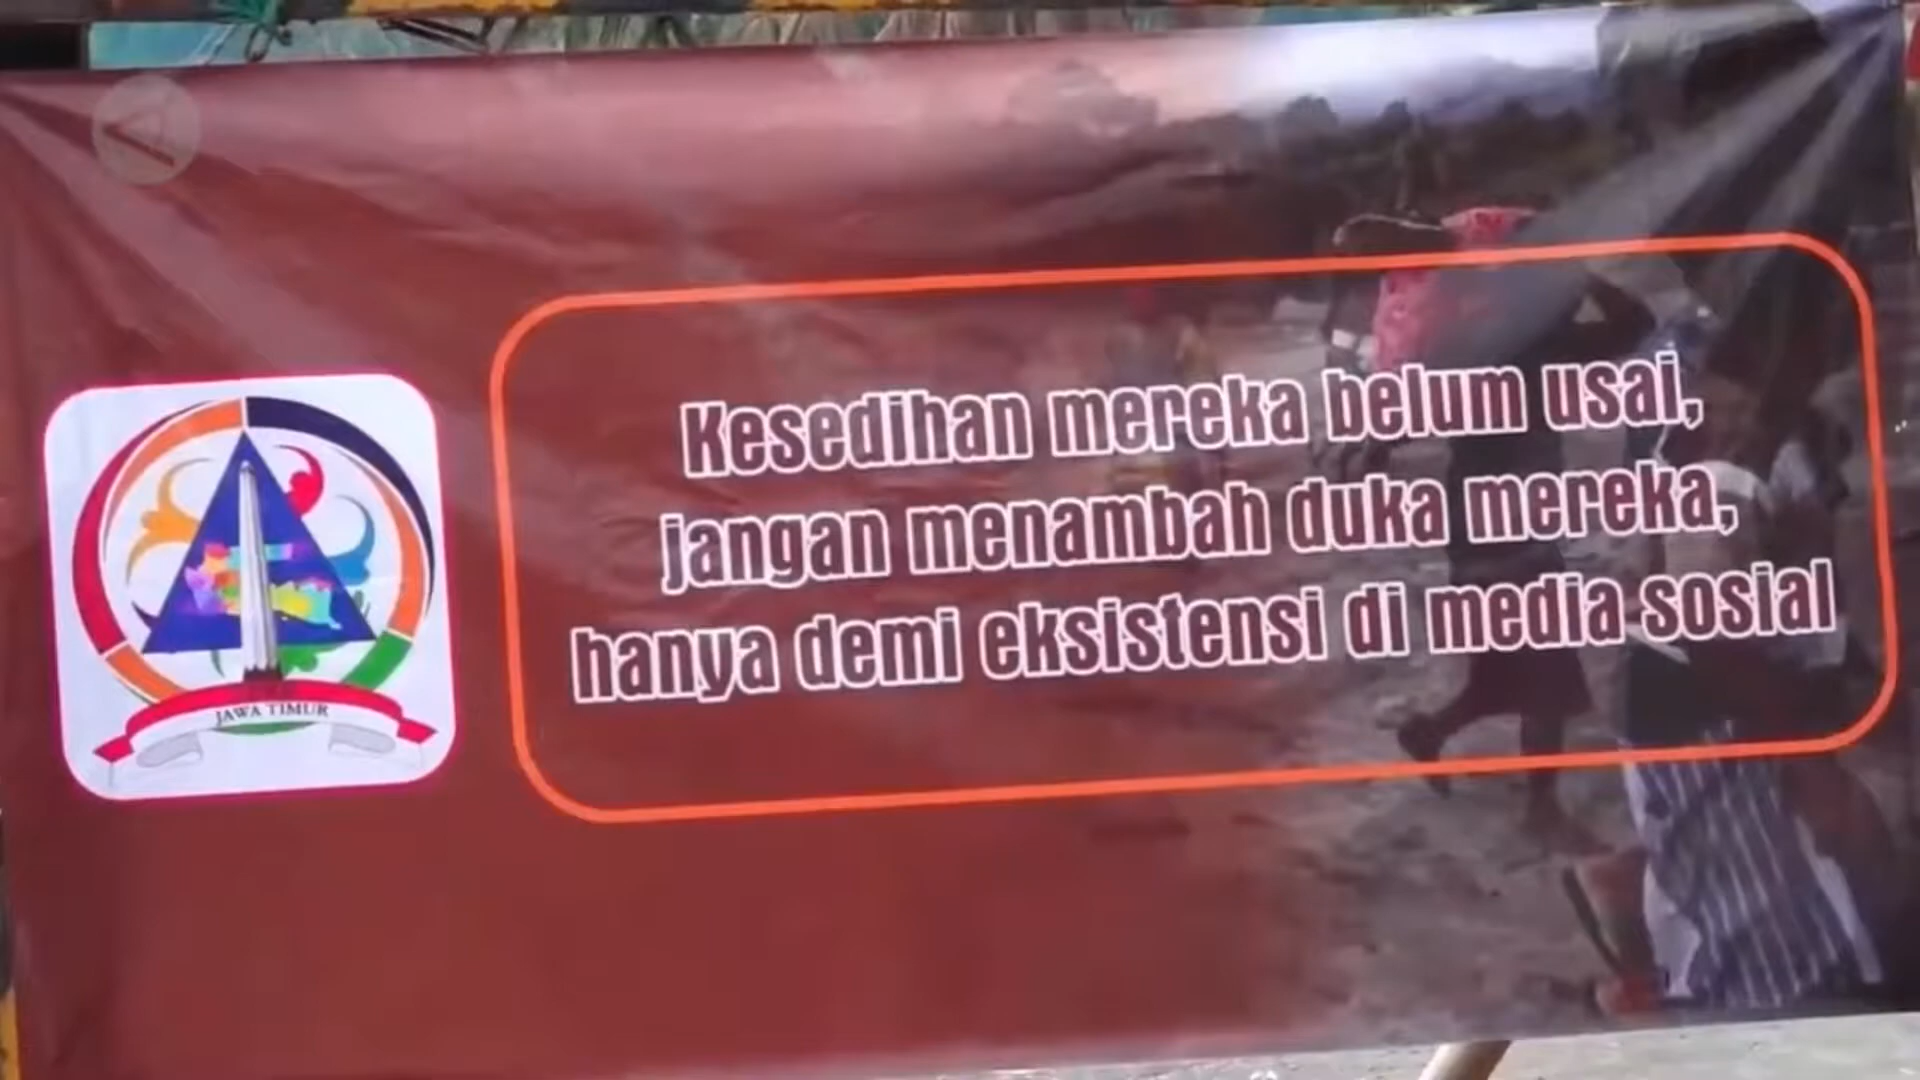 Kesedihan mereka belum usai,
jangan menambah duka mereka,
hanya demi eksistensi di media sosial
JAWA TIMUR